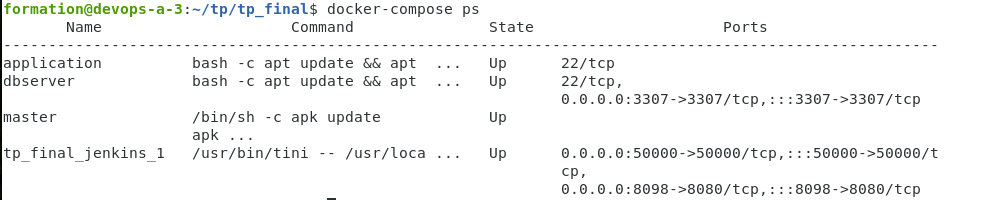 formation@devops-a-3:~/tp/tp_final$ docker-compose ps
Name Command State Ports
--------------------------------------------------------------------------------------------------------
application bash -c apt update && apt ... Up 22/tcp
dbserver bash -c apt update && apt ... Up 22/tcp,
0.0.0.0:3307->3307/tcp,:::3307->3307/tcp
master /bin/sh -c apk update Up
apk ...
tp_final_jenkins_1 /usr/bin/tini -- /usr/loca ... Up 0.0.0.0:50000->50000/tcp,:::50000->50000/t
cp,
0.0.0.0:8098->8080/tcp,:::8098->8080/tcp